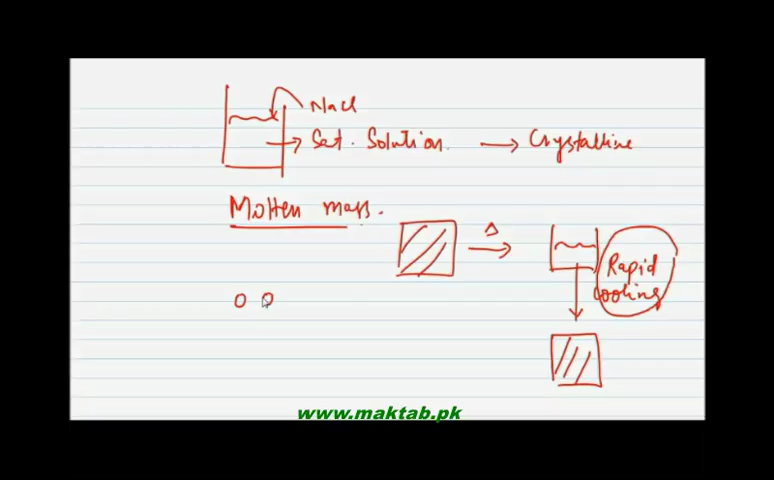 NaCl
Sat. Solution. → Crystalline
Molten mass.
Δ
Rapid
cooling
o o
www.maktab.pk